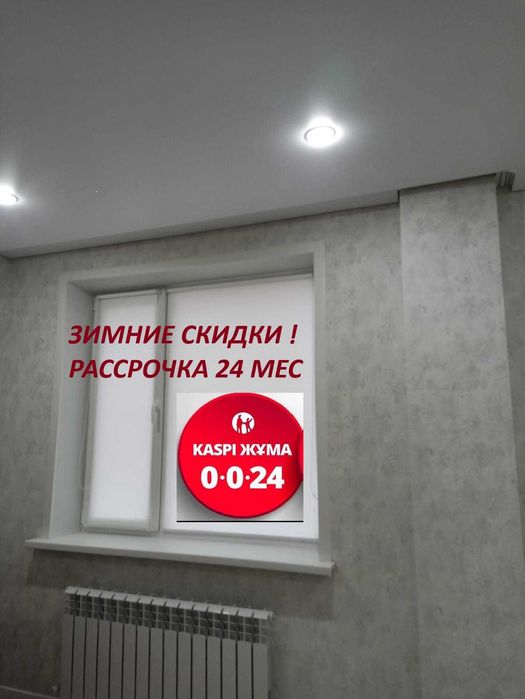 ЗИМНИЕ СКИДКИ !
РАССРОЧКА 24 МЕС
KASPI ЖҰМА
0·0·24